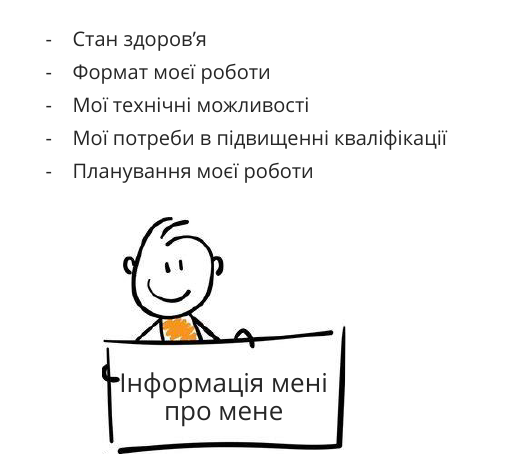 - Стан здоров’я
- Формат моєї роботи
- Мої технічні можливості
- Мої потреби в підвищенні кваліфікації
- Планування моєї роботи
Інформація мені
про мене